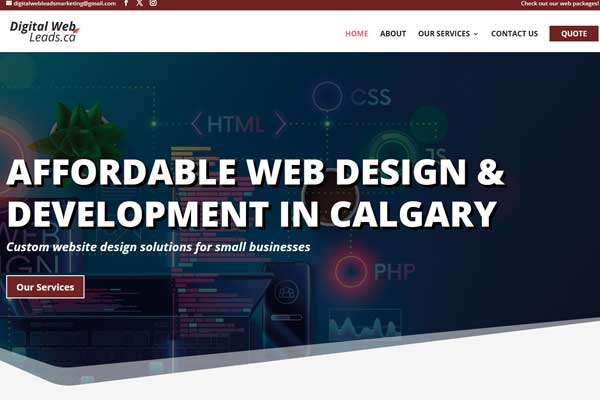 digitalwebleadsmarketing@gmail.com
Check out our web packages!
Digital Web
Leads.ca
HOME
ABOUT
OUR SERVICES
CONTACT US
QUOTE
CSS
HTML
JS
AFFORDABLE WEB DESIGN &
DEVELOPMENT IN CALGARY
WEB
DESIGN
Custom website design solutions for small businesses
PHP
Our Services